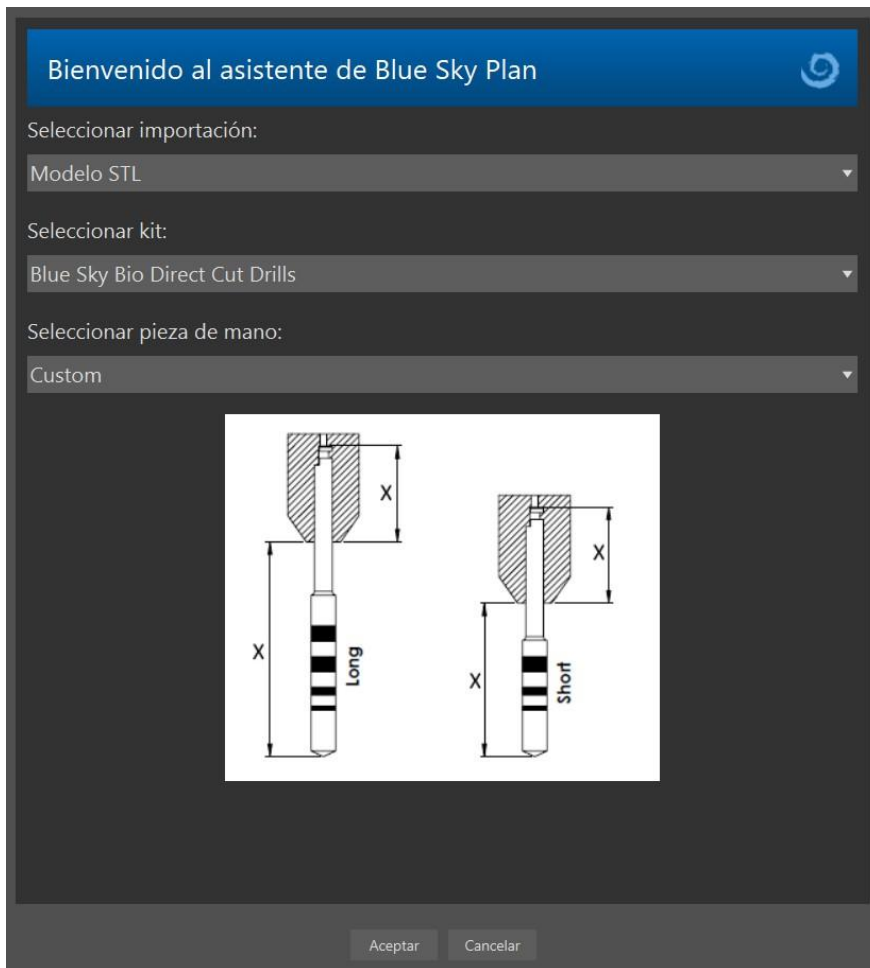 Bienvenido al asistente de Blue Sky Plan
Seleccionar importación:
Modelo STL
Seleccionar kit:
Blue Sky Bio Direct Cut Drills
Seleccionar pieza de mano:
Custom
X
X
X
Long
X
Short
Aceptar Cancelar